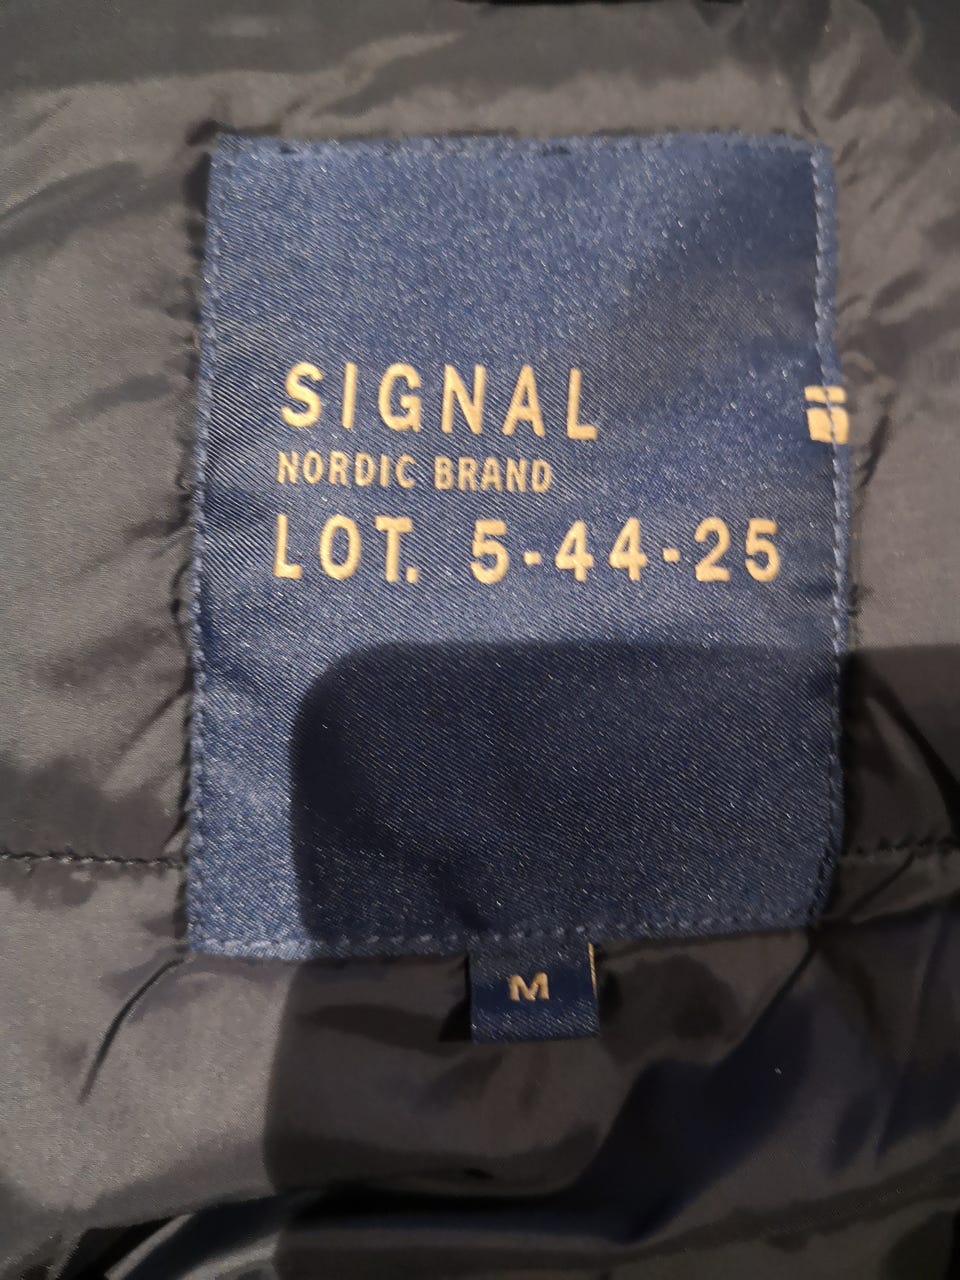 SIGNAL
NORDIC BRAND
LOT. 5-44-25
M